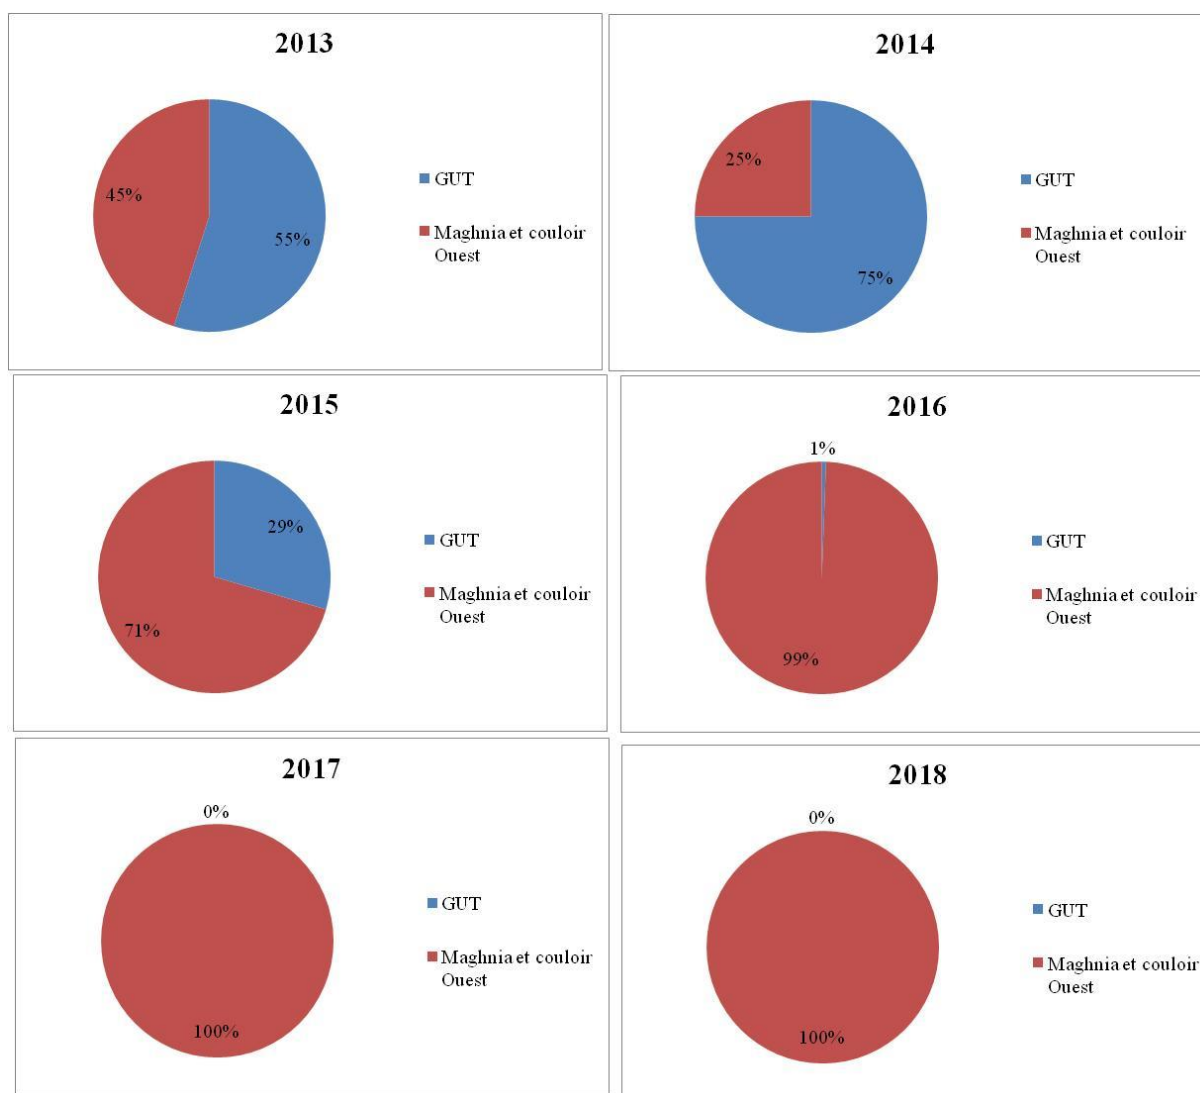 2013
45%
55%
GUT
Maghnia et couloir
Ouest
2014
25%
75%
GUT
Maghnia et couloir
Ouest
2015
29%
71%
GUT
Maghnia et couloir
Ouest
2016
1%
99%
GUT
Maghnia et couloir
Ouest
2017
0%
100%
GUT
Maghnia et couloir
Ouest
2018
0%
100%
GUT
Maghnia et couloir
Ouest